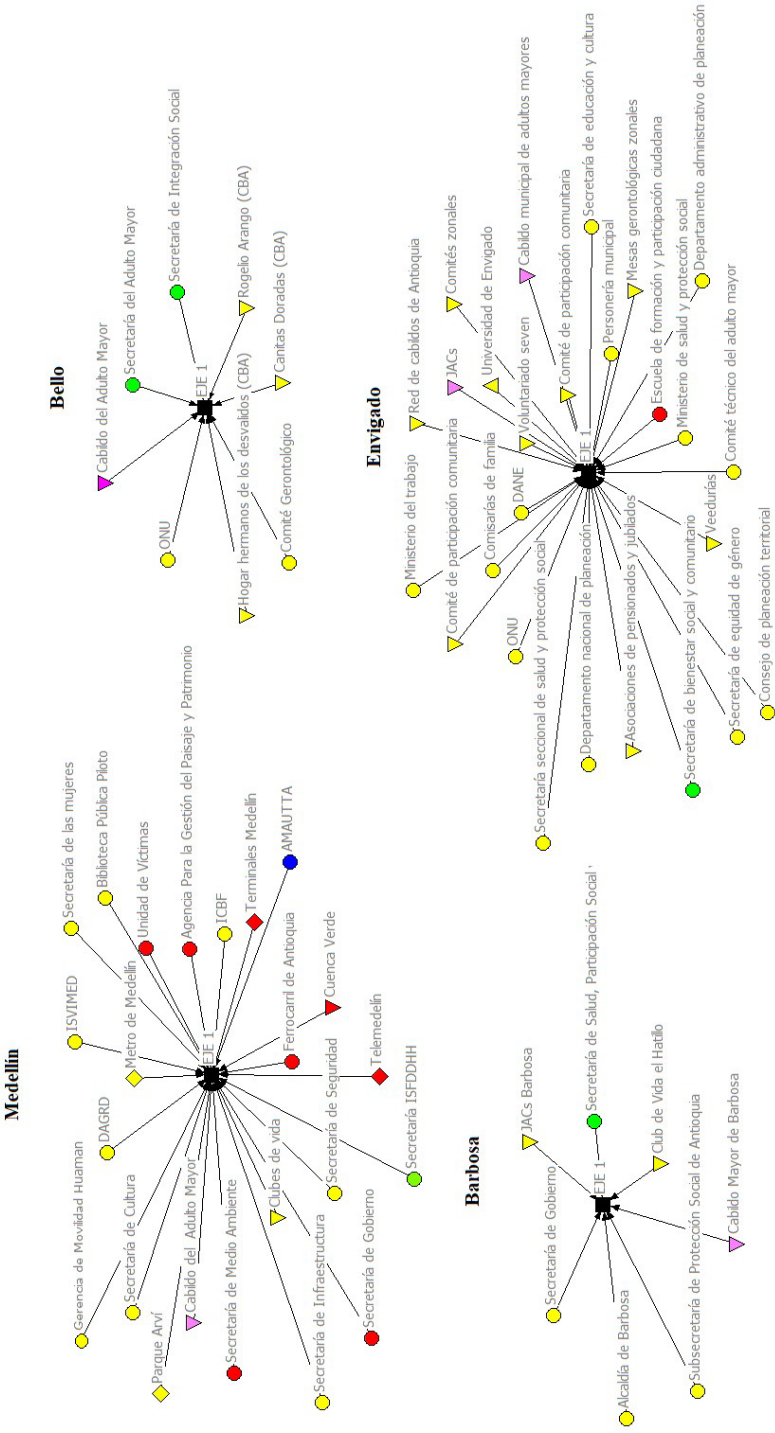 Medellín
Gerencia de Movilidad Huaman
DAGRD
ISVIMED
Secretaría de las mujeres
Biblioteca Pública Piloto
Secretaría de Cultura
Metro de Medellín
Unidad de Víctimas
Parque Arví
Cabildo del Adulto Mayor
Agencia Para la Gestión del Paisaje y Patrimonio
EJE 1
ICBF
Secretaría de Medio Ambiente
Terminales Medellín
Clubes de vida
Ferrocarril de Antioquia
AMAUTTA
Secretaría de Infraestructura
Secretaría de Seguridad
Cuenca Verde
Secretaría de Gobierno
Telemedelín
Secretaría ISFDDHH
Bello
Cabildo del Adulto Mayor
Secretaría del Adulto Mayor
ONU
Secretaría de Integración Social
EJE 1
Hogar hermanos de los desvalidos (CBA)
Rogelio Arango (CBA)
Comité Gerontológico
Canitas Doradas (CBA)
Barbosa
Secretaría de Gobierno
JACs Barbosa
EJE 1
Secretaría de Salud, Participación Social
Alcaldía de Barbosa
Club de Vida el Hatilo
Subsecretaría de Protección Social de Antioquia
Cabildo Mayor de Barbosa
Envigado
Ministerio del trabajo
Red de cabildos de Antioquia
Comité de participación comunitaria
JACs
Comités zonales
Comisarías de familia
Universidad de Envigado
DANE
Voluntariado seven
Cabildo municipal de adultos mayores
ONU
Comité de participación comunitaria
Secretaría seccional de salud y protección social
EJE 1
Secretaría de educación y cultura
Departamento nacional de planeación
Personería municipal
Asociaciones de pensionados y jubilados
Mesas gerontológicas zonales
Escuela de formación y participación ciudadana
Secretaría de bienestar social y comunitario
Ministerio de salud y protección social
Veedurías
Departamento administrativo de planeación
Secretaría de equidad de género
Comité técnico del adulto mayor
Consejo de planeación territorial